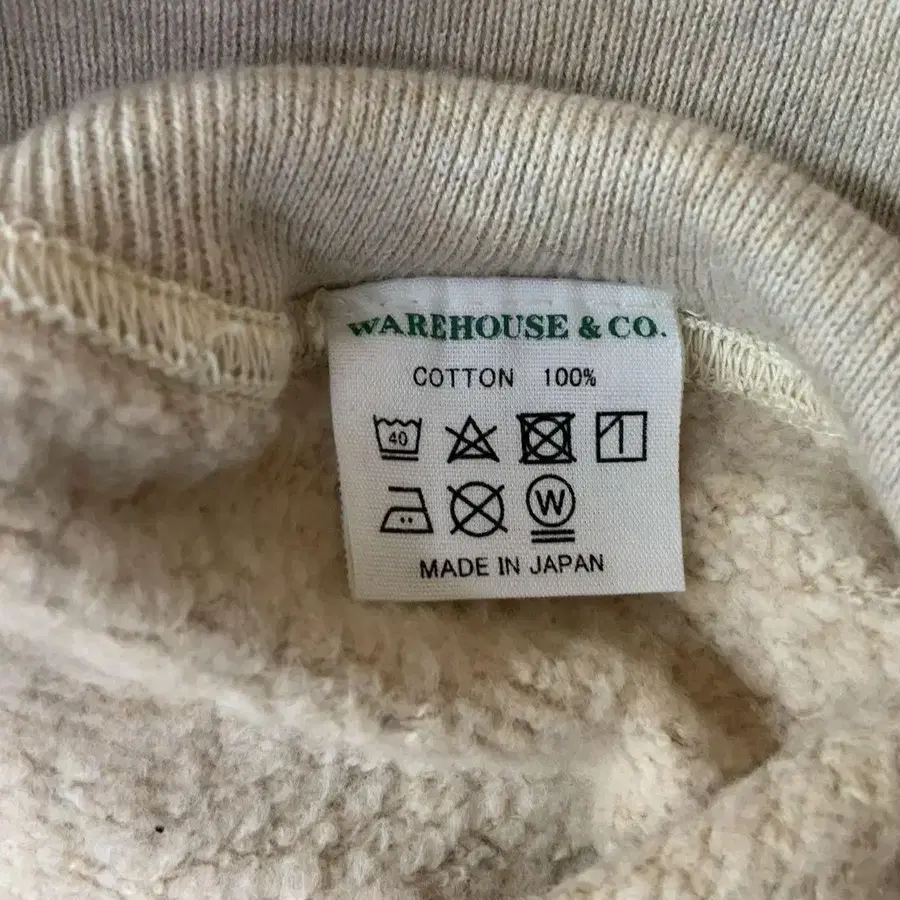 WAREHOUSE & CO.
COTTON 100%
40
W
MADE IN JAPAN